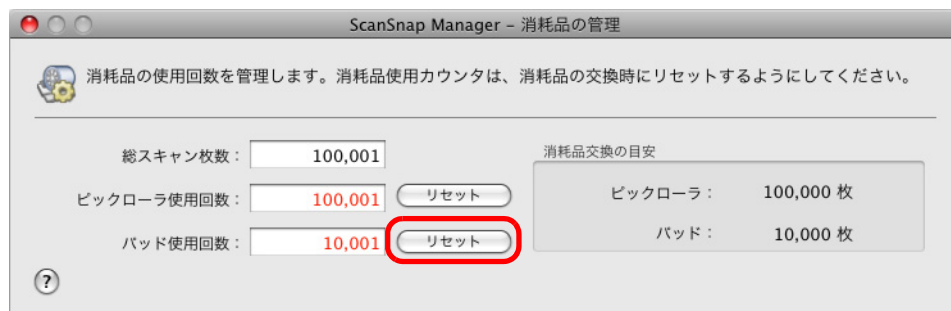 ScanSnap Manager – 消耗品の管理
消耗品の使用回数を管理します。消耗品使用カウンタは、消耗品の交換時にリセットするようにしてください。
総スキャン枚数： 100,001
ピックローラ使用回数： 100,001 リセット
パッド使用回数： 10,001 リセット
消耗品交換の目安
ピックローラ： 100,000 枚
パッド： 10,000 枚
?